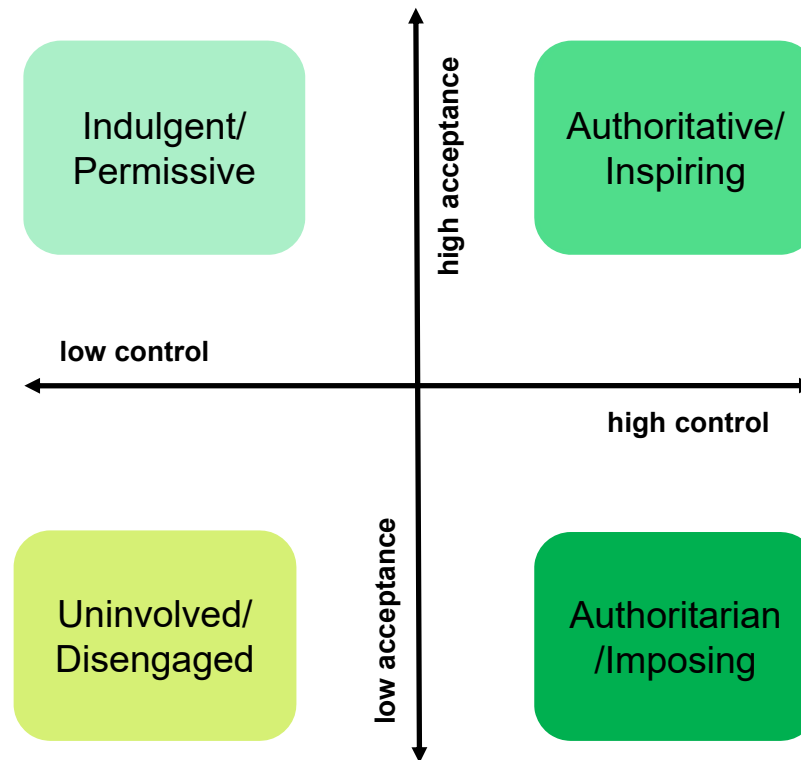 Indulgent/
Permissive
high acceptance
Authoritative/
Inspiring
low control
high control
Uninvolved/
Disengaged
low acceptance
Authoritarian
/Imposing